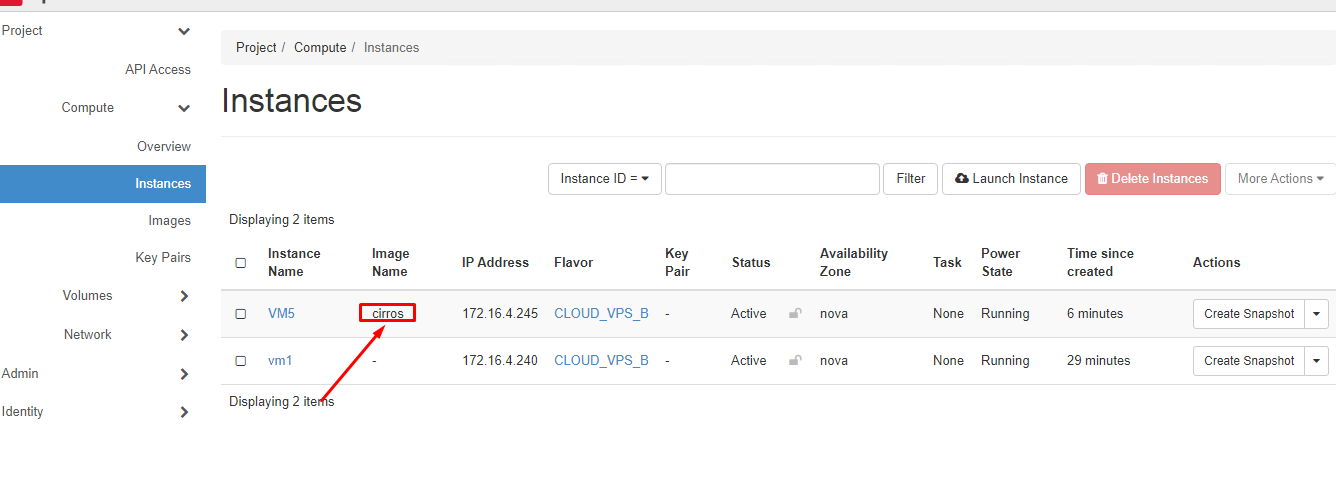 Project
API Access
Compute
Overview
Instances
Images
Key Pairs
Volumes
Network
Admin
Identity
Project / Compute / Instances
Instances
Instance ID = Filter Launch Instance Delete Instances More Actions
Displaying 2 items
Instance Name Image Name IP Address Flavor Key Pair Status Availability Zone Task Power State Time since created Actions
VM5 cirros 172.16.4.245 CLOUD_VPS_B - Active nova None Running 6 minutes Create Snapshot
vm1 - 172.16.4.240 CLOUD_VPS_B - Active nova None Running 29 minutes Create Snapshot
Displaying 2 items